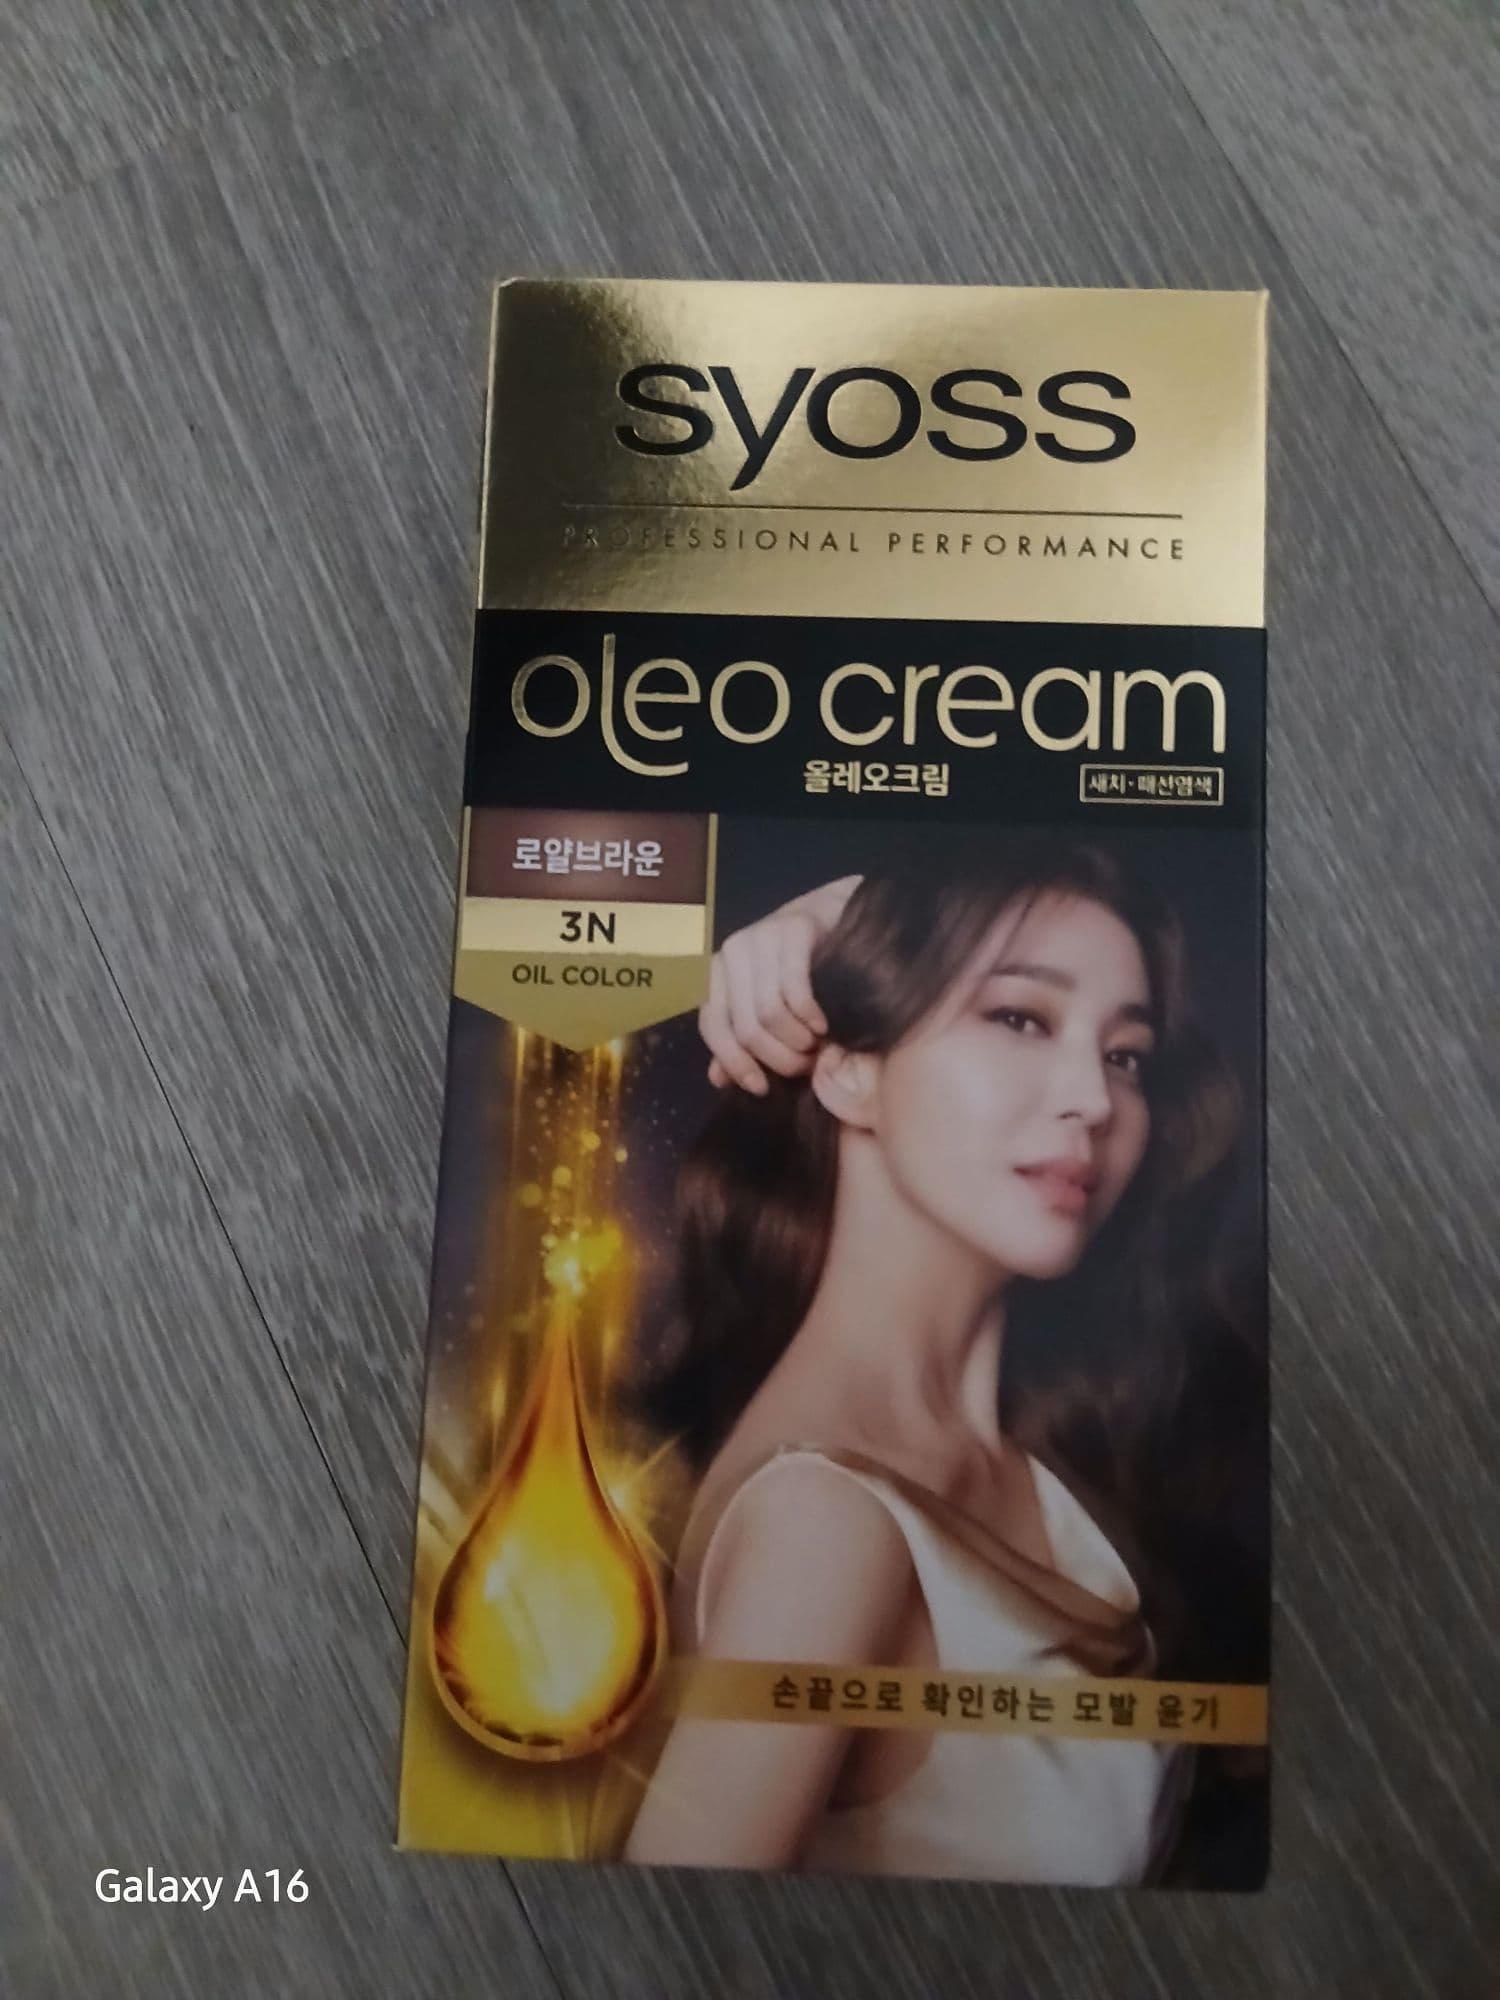 syoss
PROFESSIONAL PERFORMANCE
oleo cream
올레오크림
새치·패션염색
로얄브라운
3N
OIL COLOR
손끝으로 확인하는 모발 윤기
Galaxy A16